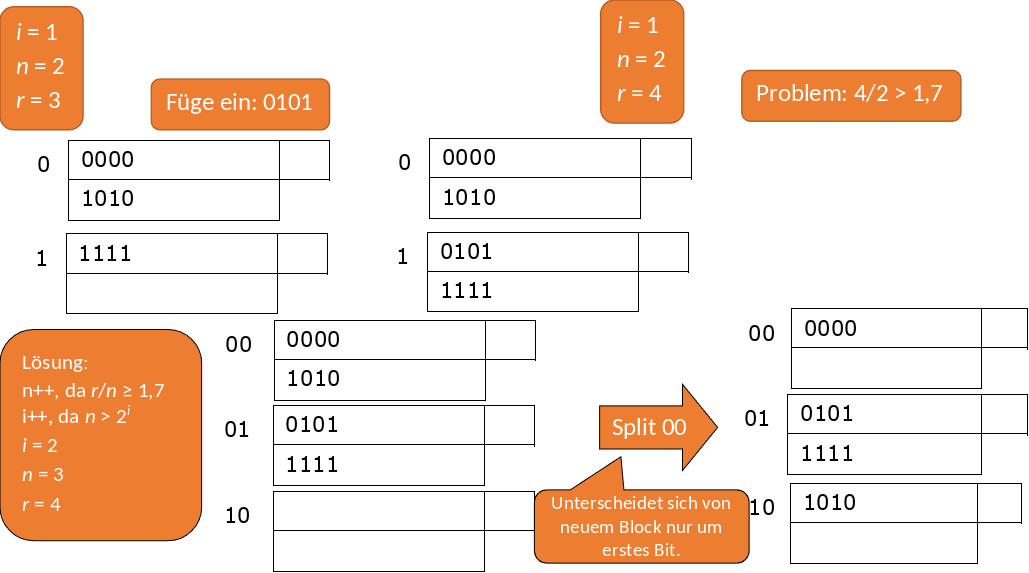 i = 1
n = 2
r = 3
Füge ein: 0101
0
0000
1010
1
1111
i = 1
n = 2
r = 4
Problem: 4/2 > 1,7
0
0000
1010
1
0101
1111
Lösung:
n++, da r/n ≥ 1,7
i++, da n > 2^i
i = 2
n = 3
r = 4
00
0000
1010
01
0101
1111
10
Split 00
Unterscheidet sich von
neuem Block nur um
erstes Bit.
00
0000
01
0101
1111
10
1010